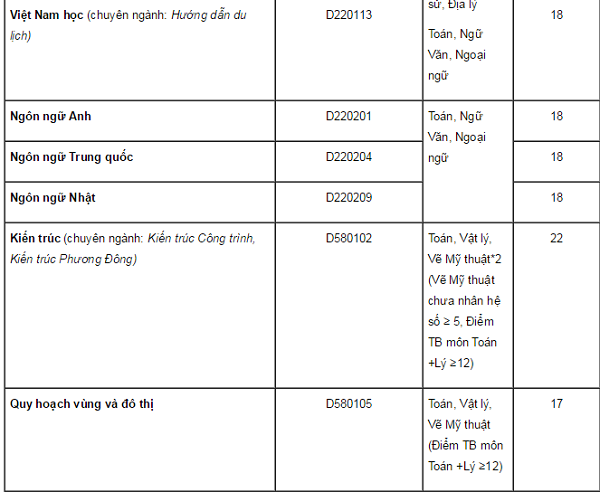 sử, Địa lý
Việt Nam học (chuyên ngành: Hướng dẫn du
lịch)
D220113
Toán, Ngữ
Văn, Ngoại
ngữ
18
Ngôn ngữ Anh
D220201
Toán, Ngữ
Văn, Ngoại
ngữ
18
Ngôn ngữ Trung quốc
D220204
18
Ngôn ngữ Nhật
D220209
18
Kiến trúc (chuyên ngành: Kiến trúc Công trình,
Kiến trúc Phương Đông)
D580102
Toán, Vật lý,
Vẽ Mỹ thuật*2
(Vẽ Mỹ thuật
chưa nhân hệ
số ≥ 5, Điểm
TB môn Toán
+Lý ≥12)
22
Quy hoạch vùng và đô thị
D580105
Toán, Vật lý,
Vẽ Mỹ thuật
(Điểm TB môn
Toán +Lý ≥12)
17